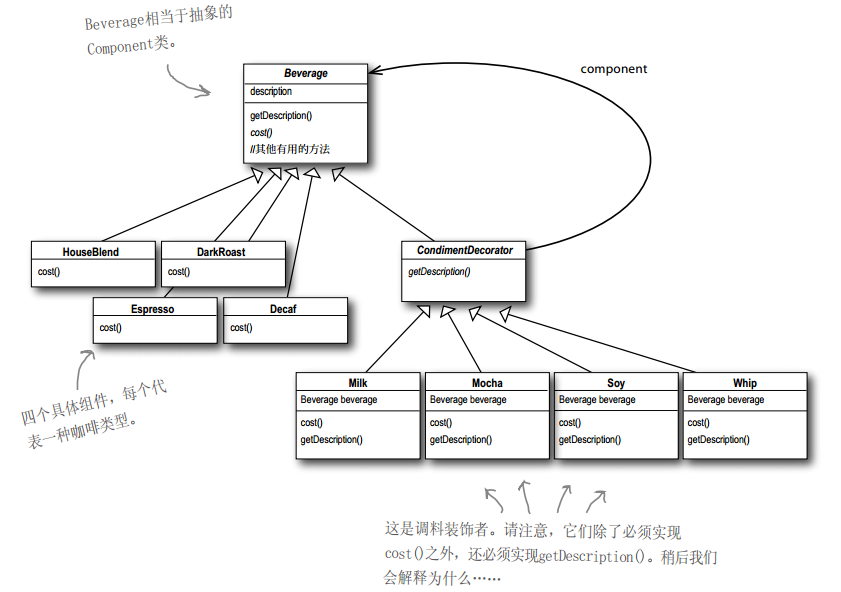 Beverage相当于抽象的
Component类。
component
Beverage
description
getDescription()
cost()
//其他有用的方法
HouseBlend
cost()
DarkRoast
cost()
CondimentDecorator
getDescription()
Espresso
cost()
Decaf
cost()
四个具体组件，每个代
表一种咖啡类型。
Milk
Beverage beverage
cost()
getDescription()
Mocha
Beverage beverage
cost()
getDescription()
Soy
Beverage beverage
cost()
getDescription()
Whip
Beverage beverage
cost()
getDescription()
这是调料装饰者。请注意，它们除了必须实现
cost()之外，还必须实现getDescription()。稍后我们
会解释为什么……